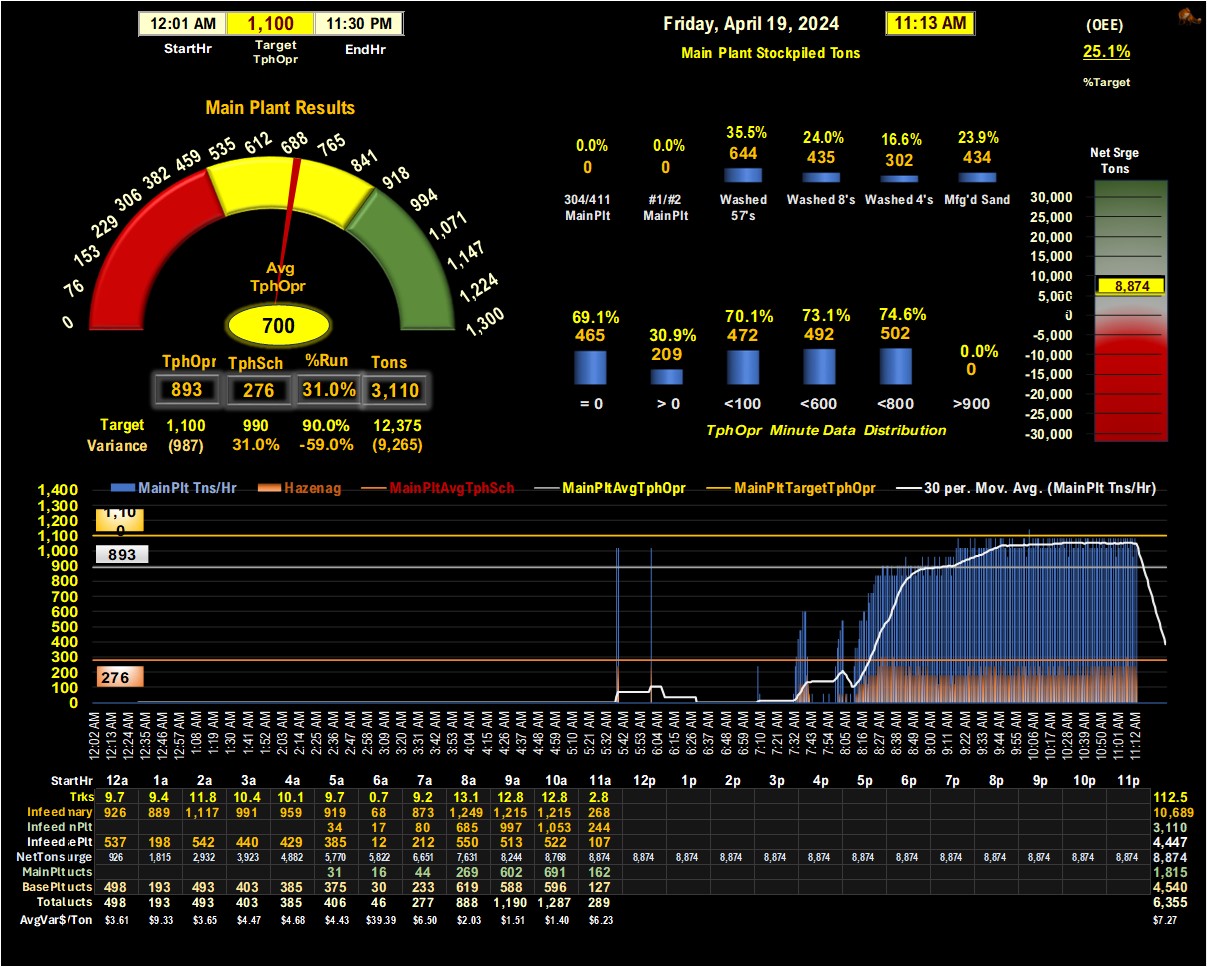 12:01 AM 1,100 11:30 PM
StartHr Target TphOpr EndHr
Friday, April 19, 2024 11:13 AM
Main Plant Stockpiled Tons
(OEE)
25.1%
%Target
Main Plant Results
0 76 153 229 306 382 459 535 612 688 765 841 918 994 1,071 1,147 1,224 1,300
Avg
TphOpr
700
TphOpr TphSch %Run Tons
893 276 31.0% 3,110
Target 1,100 990 90.0% 12,375
Variance (987) 31.0% -59.0% (9,265)
0.0% 0.0% 35.5% 24.0% 16.6% 23.9%
0 0 644 435 302 434
304/411 MainPlt #1/#2 MainPlt Washed 57's Washed 8's Washed 4's Mfg'd Sand
69.1% 30.9% 70.1% 73.1% 74.6% 0.0%
465 209 472 492 502 0
= 0 > 0 <100 <600 <800 >900
TphOpr Minute Data Distribution
Net Srge
Tons
30,000
25,000
20,000
15,000
10,000
8,874
5,000
0
-5,000
-10,000
-15,000
-20,000
-25,000
-30,000
MainPlt Tns/Hr Hazenag MainPltAvgTphSch MainPltAvgTphOpr MainPltTargetTphOpr 30 per. Mov. Avg. (MainPlt Tns/Hr)
1,400
1,300
1,100
1,200
1,100
1,000
893
900
800
700
600
500
400
300
276
200
100
0
12:02 AM 12:13 AM 12:24 AM 12:35 AM 12:46 AM 12:57 AM 1:08 AM 1:19 AM 1:30 AM 1:41 AM 1:52 AM 2:03 AM 2:14 AM 2:25 AM 2:36 AM 2:47 AM 2:58 AM 3:09 AM 3:20 AM 3:31 AM 3:42 AM 3:53 AM 4:04 AM 4:15 AM 4:26 AM 4:37 AM 4:48 AM 4:59 AM 5:10 AM 5:21 AM 5:32 AM 5:42 AM 5:53 AM 6:04 AM 6:15 AM 6:26 AM 6:37 AM 6:48 AM 6:59 AM 7:10 AM 7:21 AM 7:32 AM 7:43 AM 7:54 AM 8:05 AM 8:16 AM 8:27 AM 8:38 AM 8:49 AM 9:00 AM 9:11 AM 9:22 AM 9:33 AM 9:44 AM 9:55 AM 10:06 AM 10:17 AM 10:28 AM 10:39 AM 10:50 AM 11:01 AM 11:12 AM
StartHr 12a 1a 2a 3a 4a 5a 6a 7a 8a 9a 10a 11a 12p 1p 2p 3p 4p 5p 6p 7p 8p 9p 10p 11p
Trks 9.7 9.4 11.8 10.4 10.1 9.7 0.7 9.2 13.1 12.8 12.8 2.8 112.5
Infeed mary 926 889 1,117 991 959 919 68 873 1,249 1,215 1,215 268 10,689
Infeed nPlt 34 17 80 685 997 1,053 244 3,110
Infeed ePlt 537 198 542 440 429 385 12 212 550 513 522 107 4,447
NetTons urge 926 1,815 2,932 3,923 4,882 5,770 5,822 6,651 7,631 8,244 8,768 8,874 8,874 8,874 8,874 8,874 8,874 8,874 8,874 8,874 8,874 8,874 8,874 8,874 8,874
MainPlt ucts 31 16 44 269 602 691 162 1,815
BasePlt ucts 498 193 493 403 385 375 30 233 619 588 596 127 4,540
Total ucts 498 193 493 403 385 406 46 277 888 1,190 1,287 289 6,355
AvgVar$/Ton $3.61 $9.33 $3.65 $4.47 $4.68 $4.43 $39.39 $6.50 $2.03 $1.51 $1.40 $6.23 $7.27